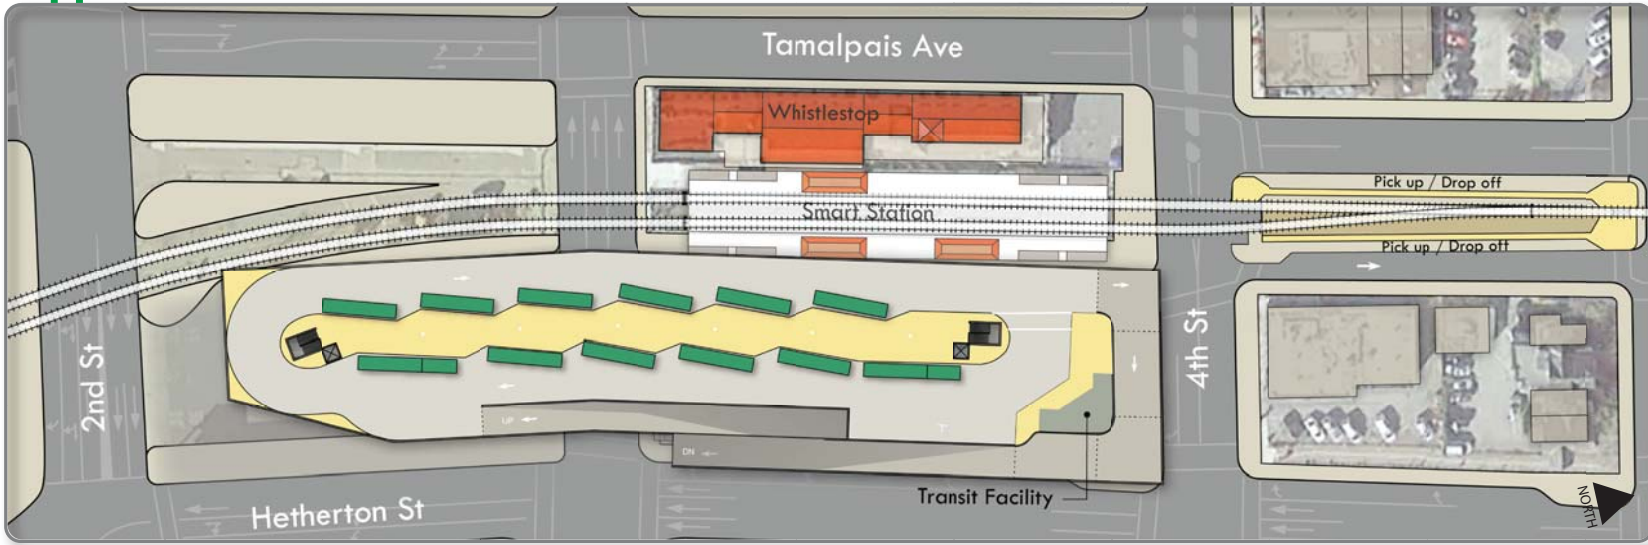 Tamalpais Ave
Whistlestop
Pick up / Drop off
Smart Station
Pick up / Drop off
2nd St
4th St
UP
DN
Transit Facility
Hetherton St
NORTH